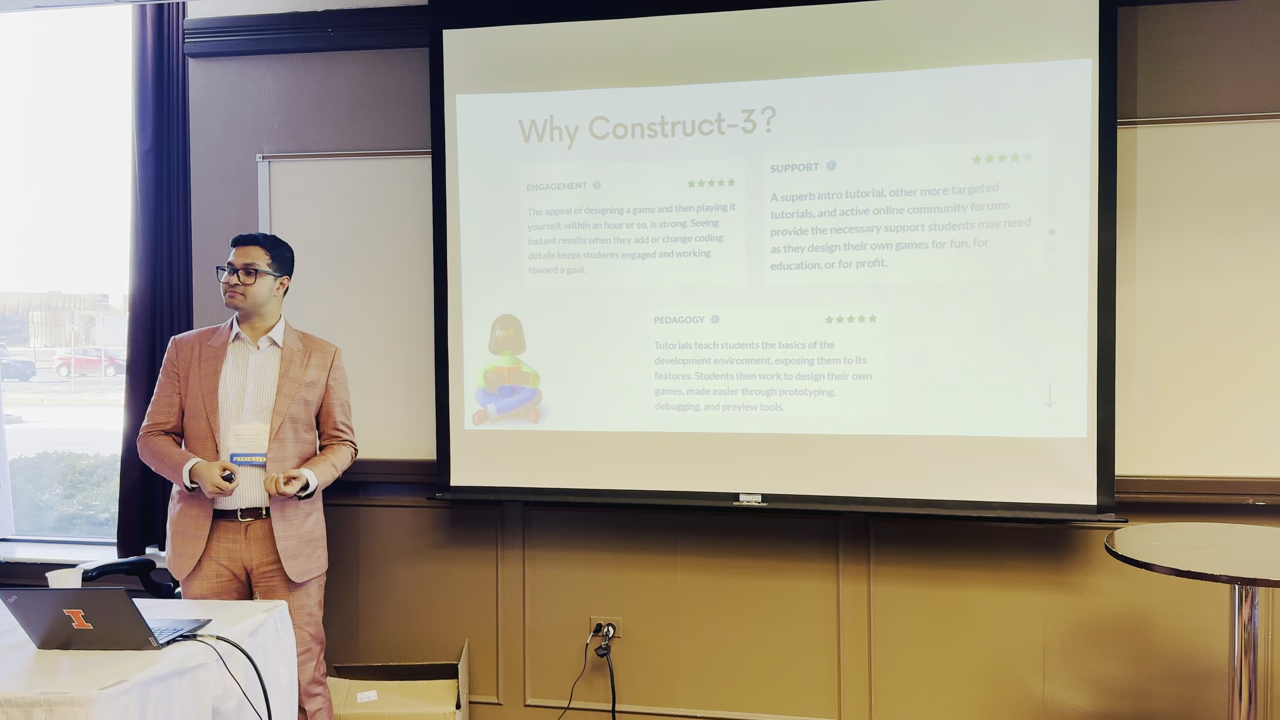 Why Construct-3?
ENGAGEMENT
The appeal of designing a game and then playing it
yourself, within an hour or so, is strong. Seeing
instant results when they add or change coding
details keeps students engaged and working
toward a goal.
SUPPORT
A superb intro tutorial, other more targeted
tutorials, and active online community forums
provide the necessary support students may need
as they design their own games for fun, for
education, or for profit.
PEDAGOGY
Tutorials teach students the basics of the
development environment, exposing them to its
features. Students then work to design their own
games, made easier through prototyping,
debugging, and preview tools.
PRESENTER
I